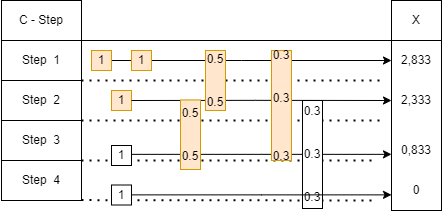 C - Step X
Step 1 1 1 0.5 0.3 2,833
Step 2 1 0.5 0.5 0.3 0.3 2,333
Step 3 1 0.5 0.3 0.3 0,833
Step 4 1 0.3 0